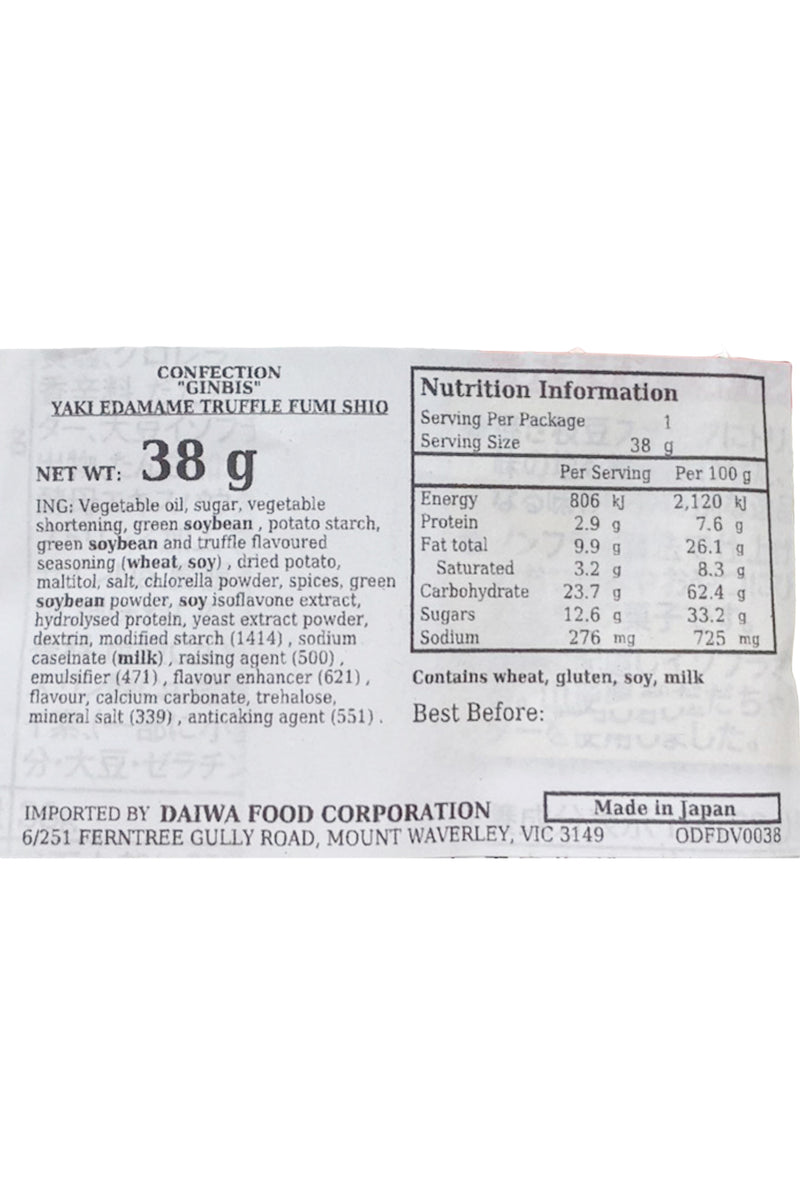 CONFECTION
"GINBIS"
YAKI EDAMAME TRUFFLE FUMI SHIO
NET WT: 38 g
ING: Vegetable oil, sugar, vegetable
shortening, green soybean , potato starch,
green soybean and truffle flavoured
seasoning (wheat, soy) , dried potato,
maltitol, salt, chlorella powder, spices, green
soybean powder, soy isoflavone extract,
hydrolysed protein, yeast extract powder,
dextrin, modified starch (1414) , sodium
caseinate (milk) , raising agent (500) ,
emulsifier (471) , flavour enhancer (621) ,
flavour, calcium carbonate, trehalose,
mineral salt (339) , anticaking agent (551) .
Nutrition Information
Serving Per Package 1
Serving Size 38 g
Per Serving Per 100 g
Energy 806 kJ 2,120 kJ
Protein 2.9 g 7.6 g
Fat total 9.9 g 26.1 g
Saturated 3.2 g 8.3 g
Carbohydrate 23.7 g 62.4 g
Sugars 12.6 g 33.2 g
Sodium 276 mg 725 mg
Contains wheat, gluten, soy, milk
Best Before:
分・大豆・ゼラチン
IMPORTED BY DAIWA FOOD CORPORATION
Made in Japan
6/251 FERNTREE GULLY ROAD, MOUNT WAVERLEY, VIC 3149 ODFDV0038